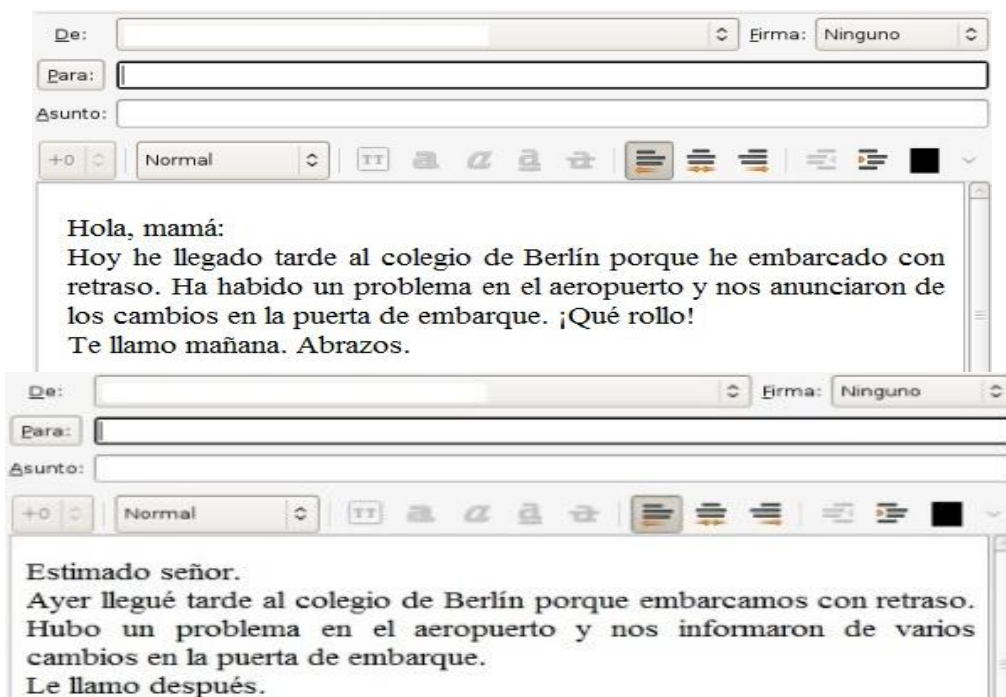 De:
Firma: Ninguno
Para:
Asunto:
+0 Normal TT a a a a
Hola, mamá:
Hoy he llegado tarde al colegio de Berlín porque he embarcado con
retraso. Ha habido un problema en el aeropuerto y nos anunciaron de
los cambios en la puerta de embarque. ¡Qué rollo!
Te llamo mañana. Abrazos.
De:
Firma: Ninguno
Para:
Asunto:
+0 Normal TT a a a a
Estimado señor.
Ayer llegué tarde al colegio de Berlín porque embarcamos con retraso.
Hubo un problema en el aeropuerto y nos informaron de varios
cambios en la puerta de embarque.
Le llamo después.